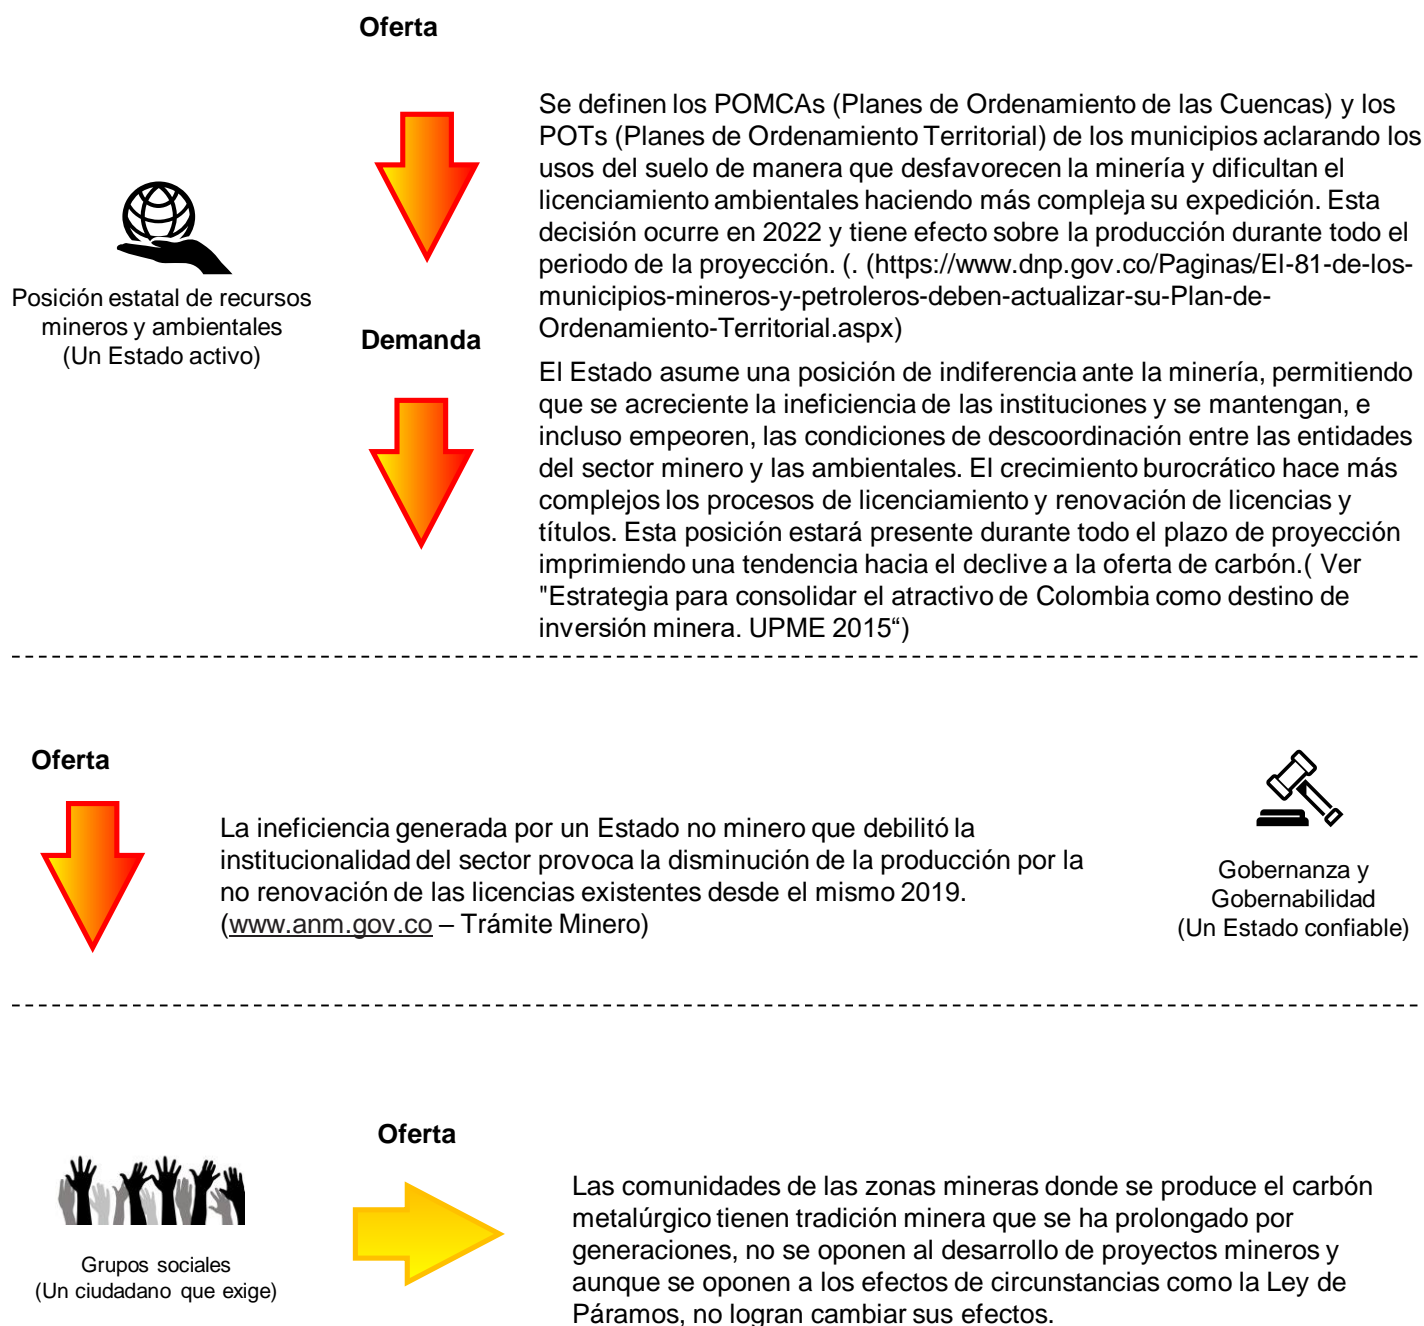 Oferta
Se definen los POMCAs (Planes de Ordenamiento de las Cuencas) y los
POTs (Planes de Ordenamiento Territorial) de los municipios aclarando los
usos del suelo de manera que desfavorecen la minería y dificultan el
licenciamiento ambientales haciendo más compleja su expedición. Esta
decisión ocurre en 2022 y tiene efecto sobre la producción durante todo el
periodo de la proyección. (. (https://www.dnp.gov.co/Paginas/El-81-de-los-
municipios-mineros-y-petroleros-deben-actualizar-su-Plan-de-
Ordenamiento-Territorial.aspx)
Posición estatal de recursos
mineros y ambientales
(Un Estado activo)
Demanda
El Estado asume una posición de indiferencia ante la minería, permitiendo
que se acreciente la ineficiencia de las instituciones y se mantengan, e
incluso empeoren, las condiciones de descoordinación entre las entidades
del sector minero y las ambientales. El crecimiento burocrático hace más
complejos los procesos de licenciamiento y renovación de licencias y
títulos. Esta posición estará presente durante todo el plazo de proyección
imprimiendo una tendencia hacia el declive a la oferta de carbón.( Ver
"Estrategia para consolidar el atractivo de Colombia como destino de
inversión minera. UPME 2015“)
Oferta
La ineficiencia generada por un Estado no minero que debilitó la
institucionalidad del sector provoca la disminución de la producción por la
no renovación de las licencias existentes desde el mismo 2019.
(www.anm.gov.co – Trámite Minero)
Gobernanza y
Gobernabilidad
(Un Estado confiable)
Oferta
Grupos sociales
(Un ciudadano que exige)
Las comunidades de las zonas mineras donde se produce el carbón
metalúrgico tienen tradición minera que se ha prolongado por
generaciones, no se oponen al desarrollo de proyectos mineros y
aunque se oponen a los efectos de circunstancias como la Ley de
Páramos, no logran cambiar sus efectos.